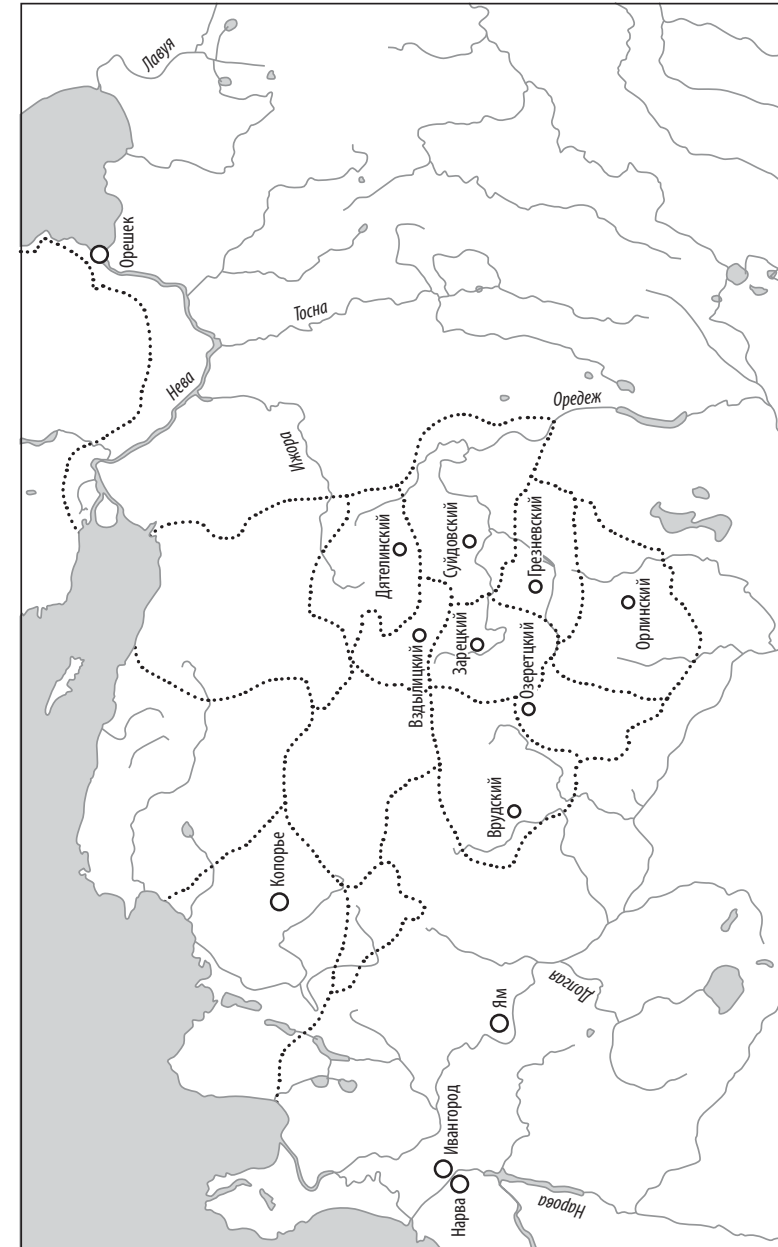 Лавуя
Орешек
Тосна
Нева
Ижора
Оредеж
Дятелинский
Суйдовский
Грезневский
Орлинский
Вздылицкий
Зарецкий
Озеретцкий
Врудский
Копорье
Ям
Долгая
Ивангород
Нарва
Нарова